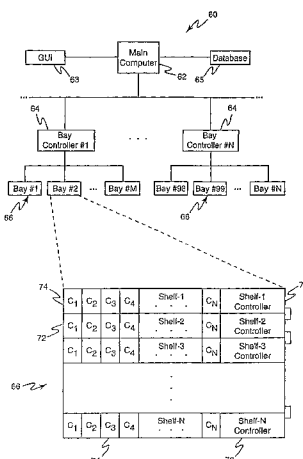 60
GUi
Main
Computer
Database
63
62
65
64
64
Bay
Controller #1
. . .
Bay
Controller #N
Bay #1
Bay #2
...
Bay #M
Bay #98
Bay #99
...
Bay #N
66
66
74
C1 C2 C3 C4 Shelf-1 . . . CN Shelf-1 Controller
72
C1 C2 C3 C4 Shelf-2 . . . CN Shelf-2 Controller
C1 C2 C3 C4 Shelf-3 . . . CN Shelf-3 Controller
66
C1 C2 C3 C4 Shelf-N . . . CN Shelf-N Controller